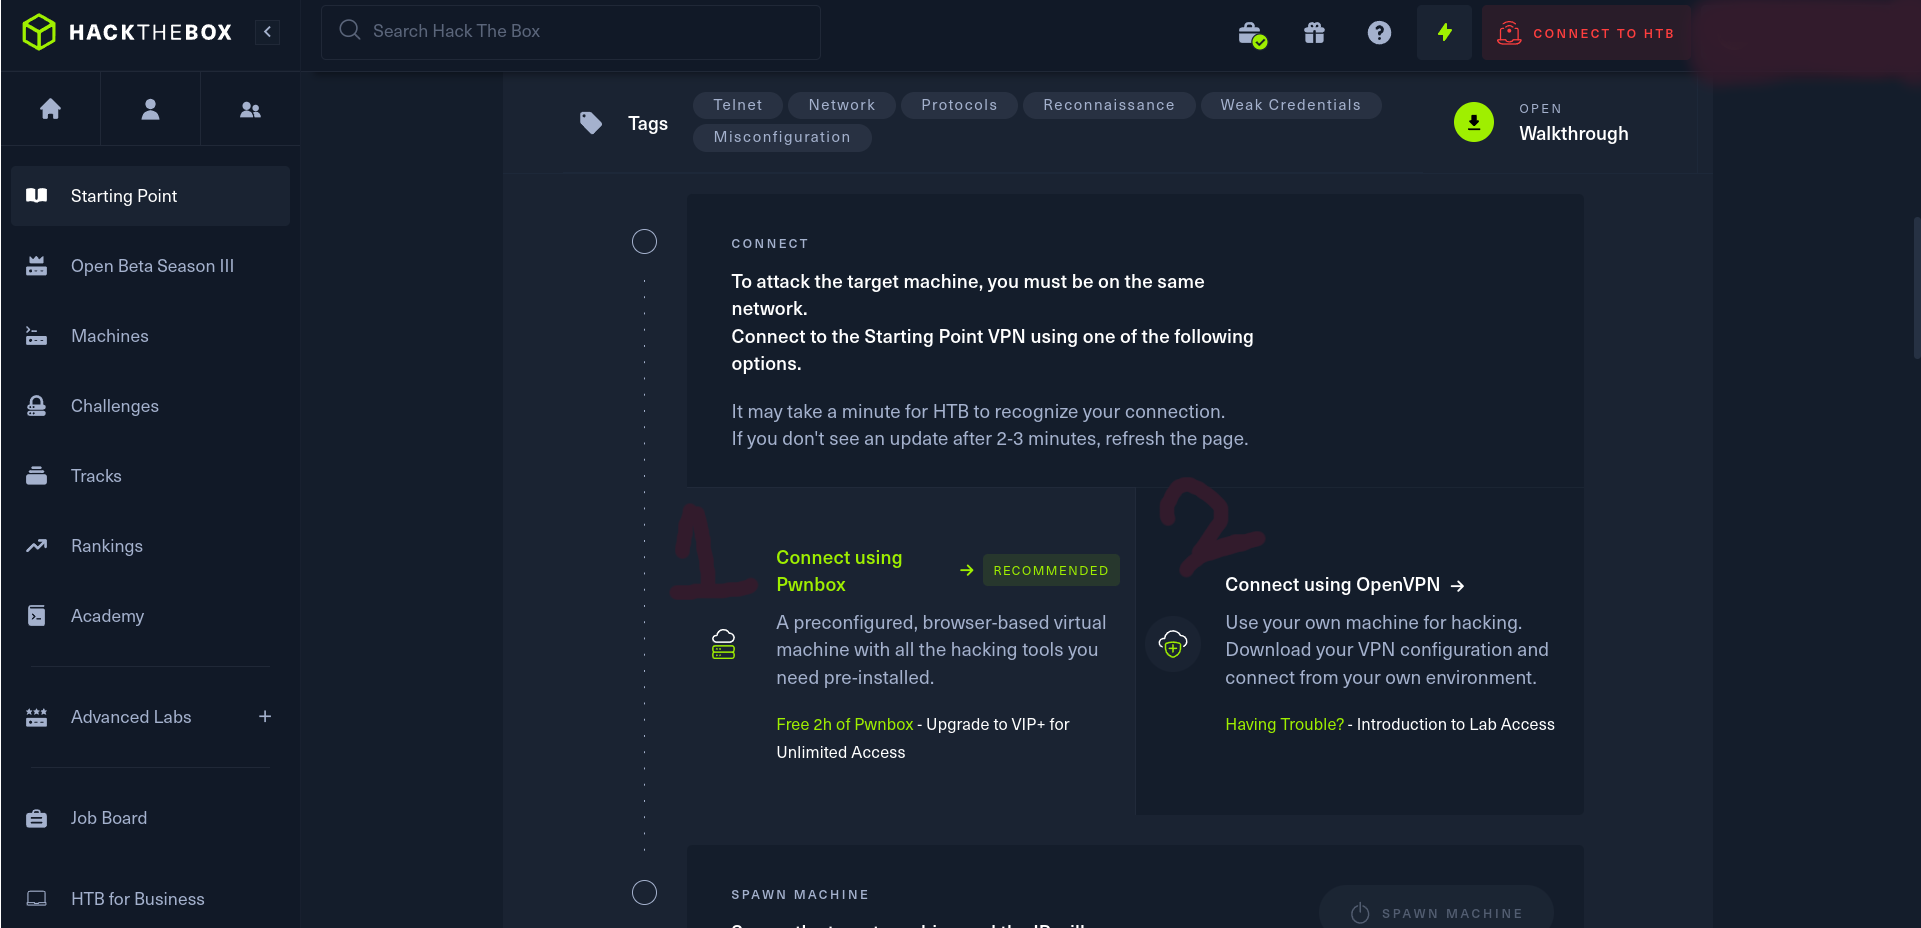 HACKTHEBOX
Search Hack The Box
CONNECT TO HTB
Starting Point
Open Beta Season III
Machines
Challenges
Tracks
Rankings
Academy
Advanced Labs
Job Board
HTB for Business
Tags
Telnet Network Protocols Reconnaissance Weak Credentials
Misconfiguration
OPEN
Walkthrough
CONNECT
To attack the target machine, you must be on the same
network.
Connect to the Starting Point VPN using one of the following
options.
It may take a minute for HTB to recognize your connection.
If you don't see an update after 2-3 minutes, refresh the page.
1
Connect using
Pwnbox
→ RECOMMENDED
A preconfigured, browser-based virtual
machine with all the hacking tools you
need pre-installed.
Free 2h of Pwnbox - Upgrade to VIP+ for
Unlimited Access
2
Connect using OpenVPN →
Use your own machine for hacking.
Download your VPN configuration and
connect from your own environment.
Having Trouble? - Introduction to Lab Access
SPAWN MACHINE
SPAWN MACHINE